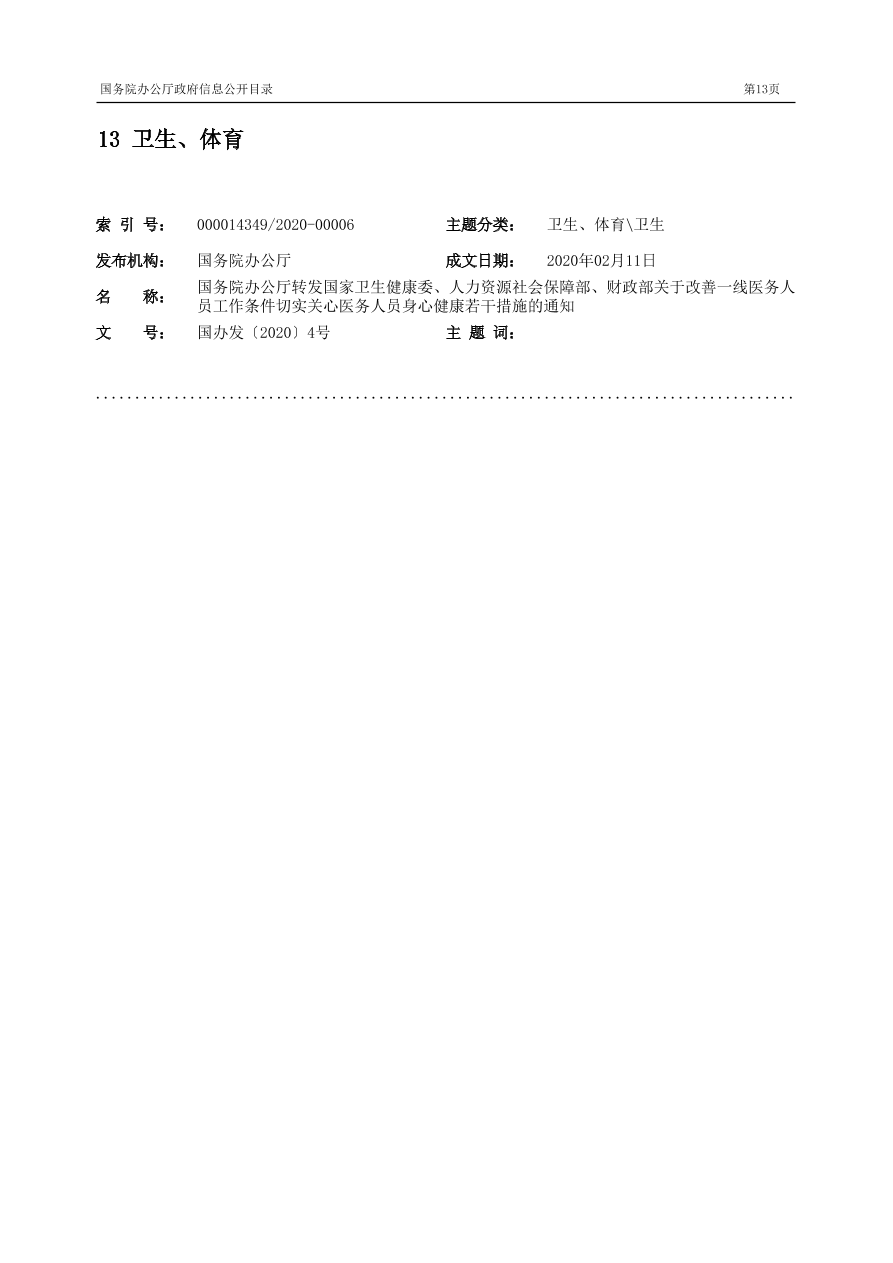 国务院办公厅政府信息公开目录 第13页
13 卫生、体育
索 引 号： 000014349/2020-00006 主题分类： 卫生、体育\卫生
发布机构： 国务院办公厅 成文日期： 2020年02月11日
名　　称： 国务院办公厅转发国家卫生健康委、人力资源社会保障部、财政部关于改善一线医务人
员工作条件切实关心医务人员身心健康若干措施的通知
文　　号： 国办发〔2020〕4号 主 题 词：